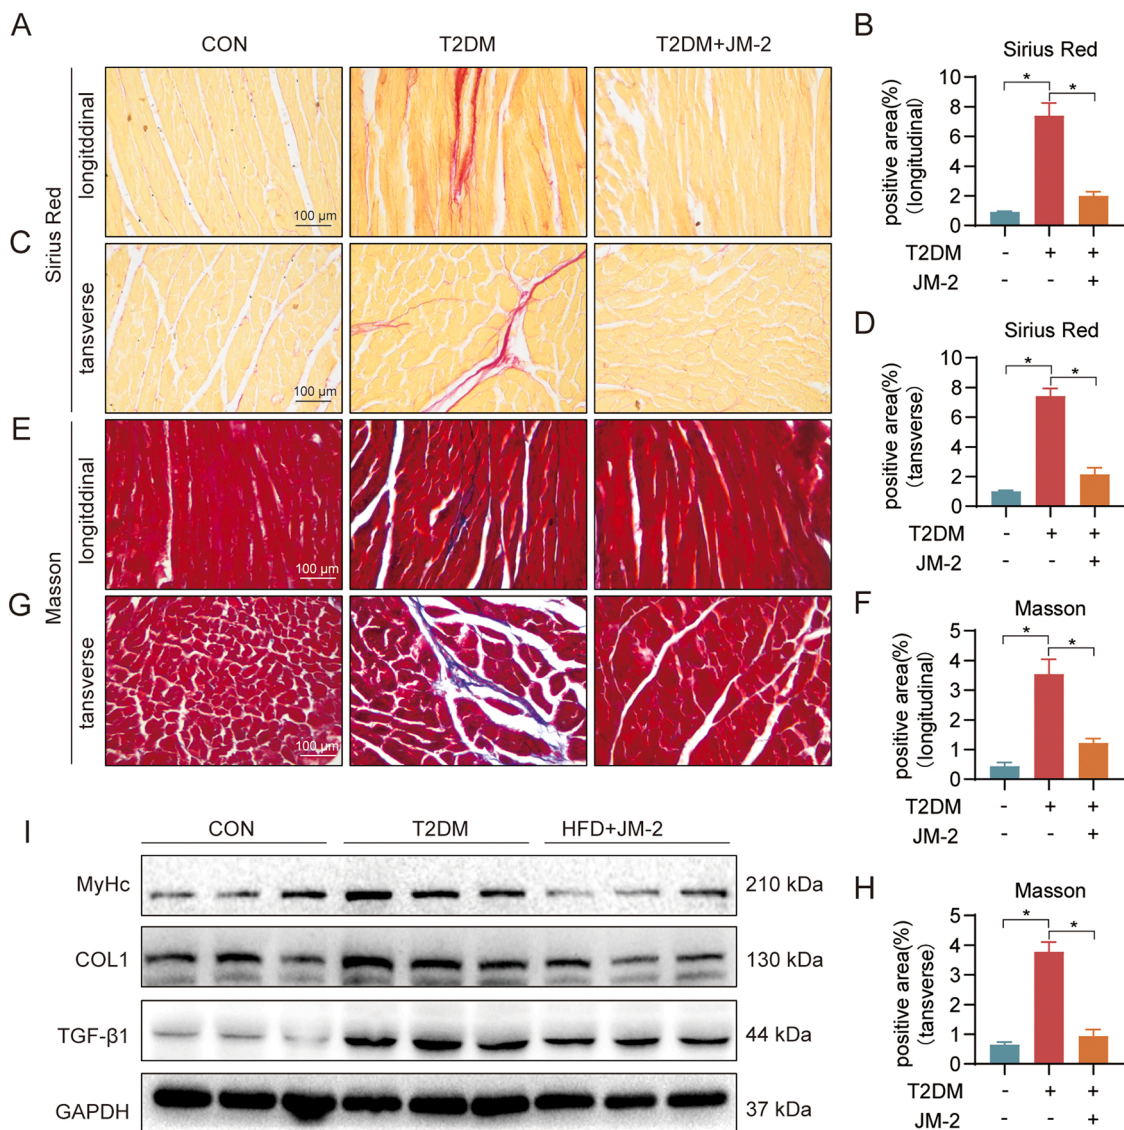 A
CON
T2DM
T2DM+JM-2
Sirius Red
longitddinal
100 µm
C
tansverse
100 µm
E
Masson
longitddinal
100 µm
G
tansverse
100 µm
B
Sirius Red
positive area(%)
(longitudinal)
10
8
6
4
2
0
*
*
T2DM - + +
JM-2 - - +
D
Sirius Red
positive area(%)
(tansverse)
10
8
6
4
2
0
*
*
T2DM - + +
JM-2 - - +
F
Masson
positive area(%)
(longitudinal)
5
4
3
2
1
0
*
*
T2DM - + +
JM-2 - - +
H
Masson
positive area(%)
(tansverse)
5
4
3
2
1
0
*
*
T2DM - + +
JM-2 - - +
I
CON
T2DM
HFD+JM-2
MyHc 210 kDa
COL1 130 kDa
TGF-β1 44 kDa
GAPDH 37 kDa